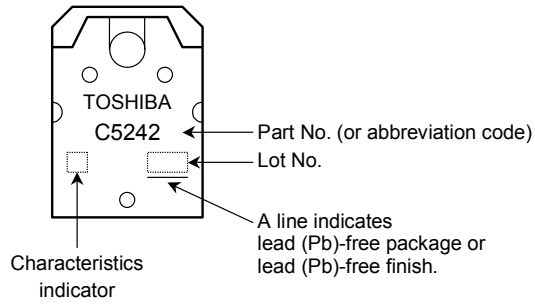 TOSHIBA
C5242
Part No. (or abbreviation code)
Lot No.
A line indicates
lead (Pb)-free package or
lead (Pb)-free finish.
Characteristics
indicator